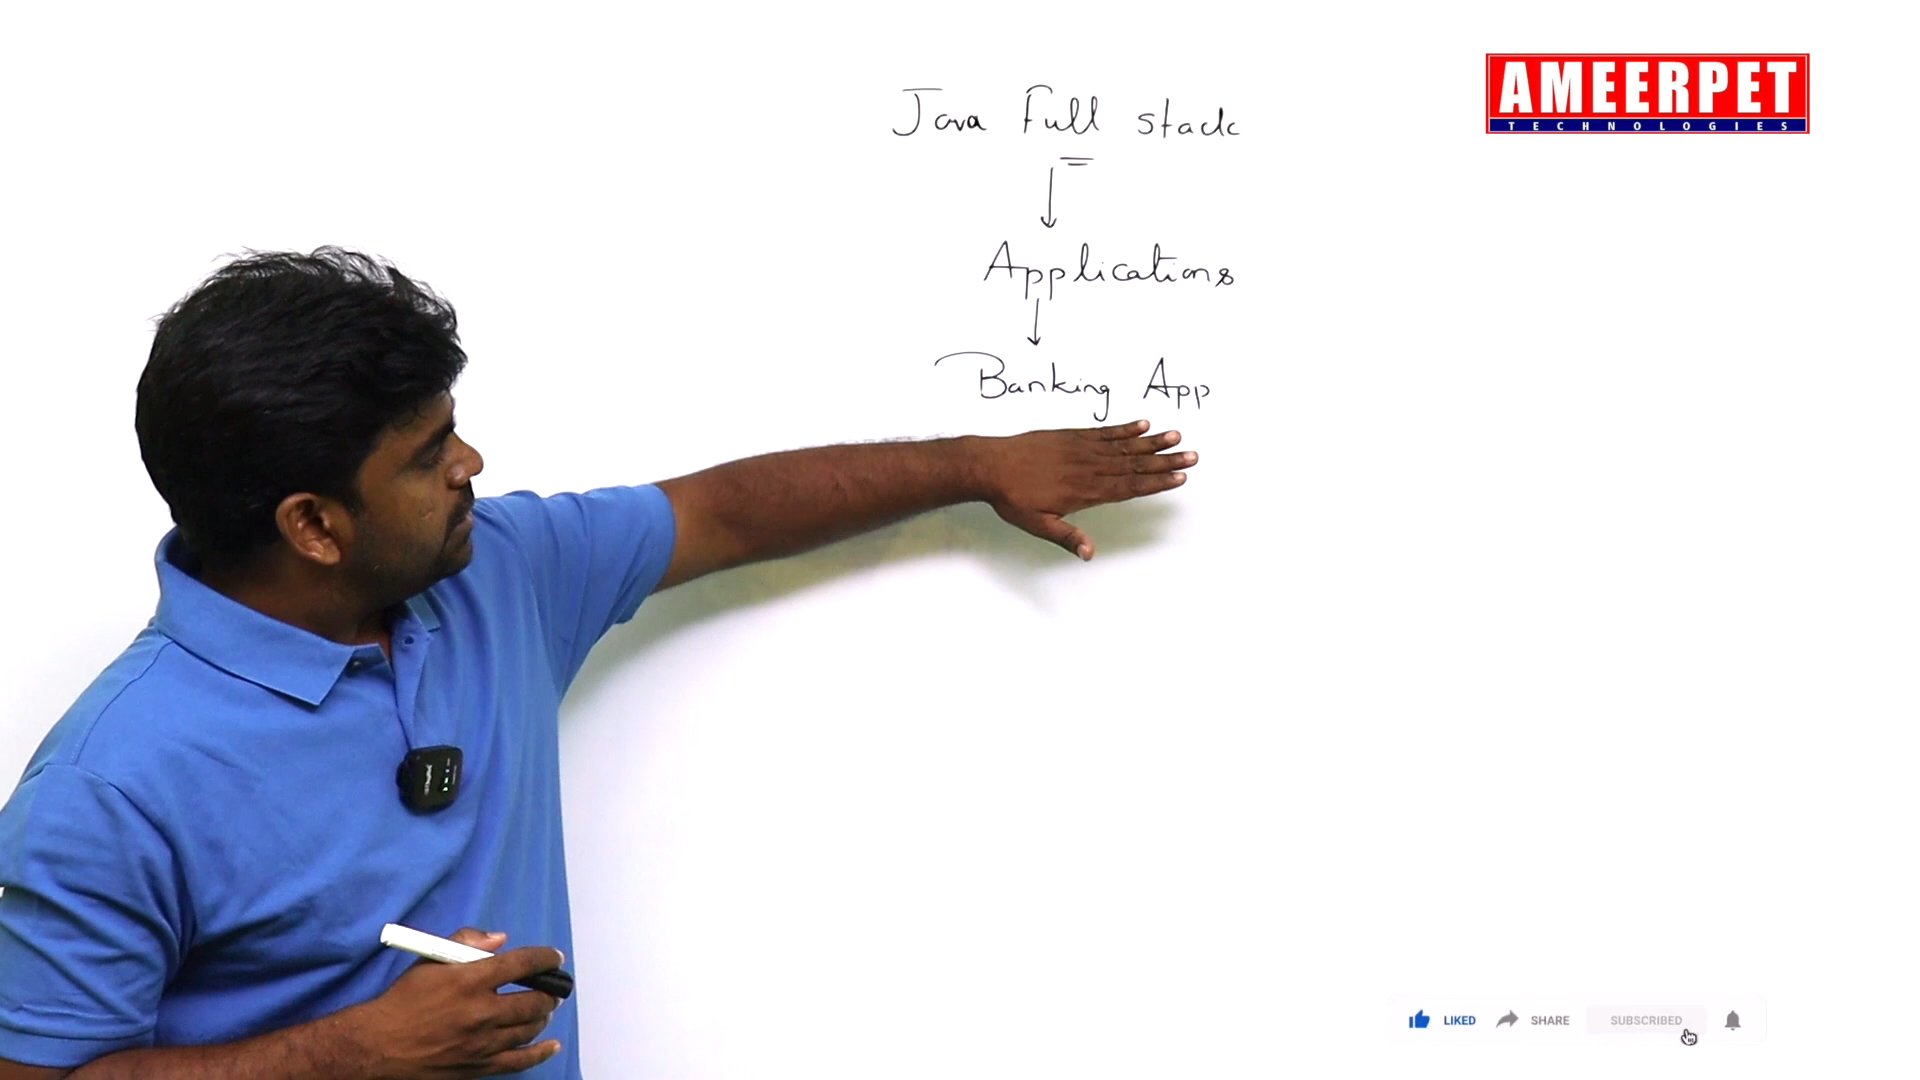 Java Full stack
Applications
Banking App
AMEERPET
TECHNOLOGIES
LIKED SHARE SUBSCRIBED